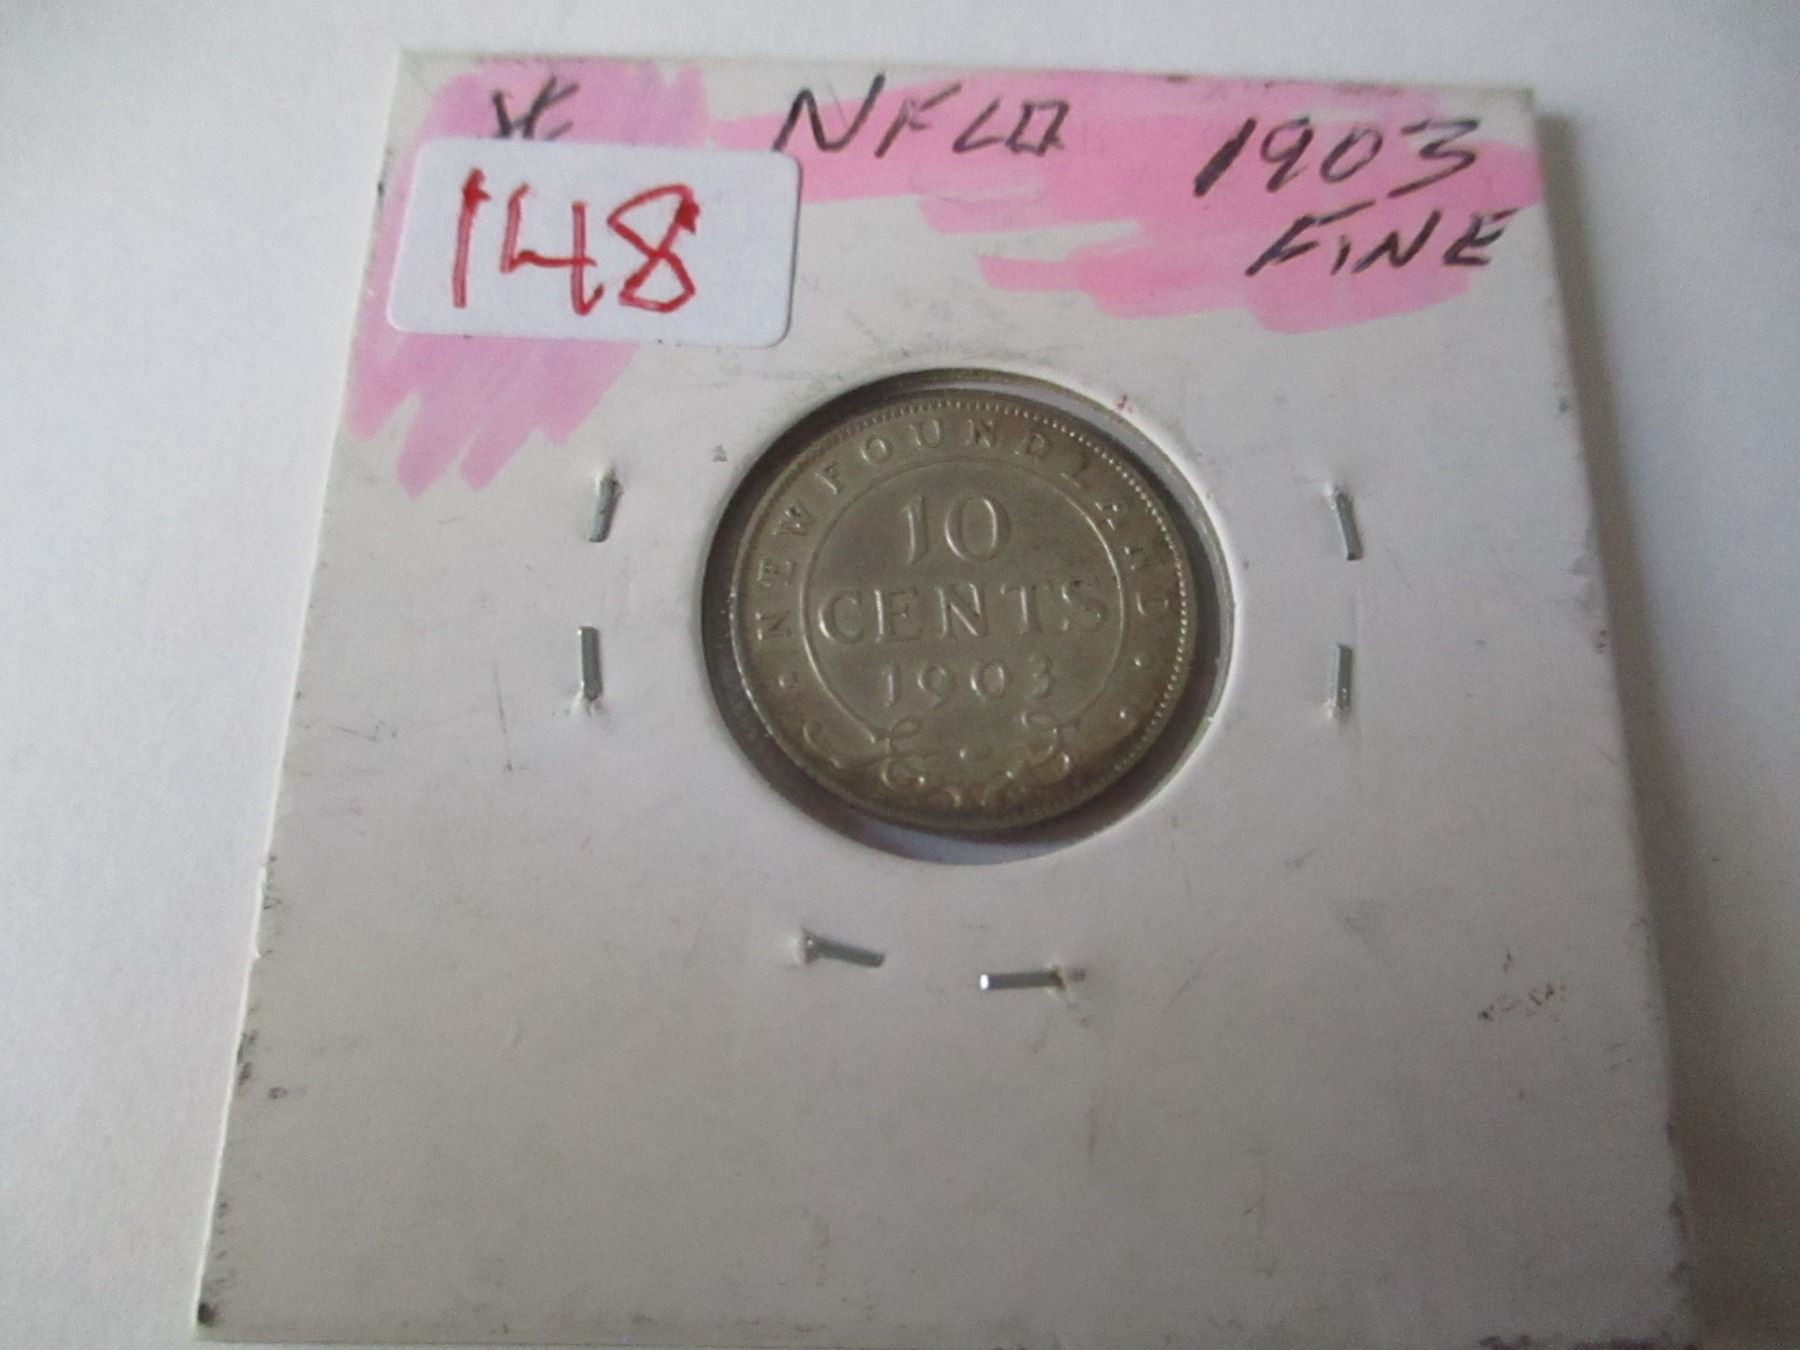 NFLD 1903
FINE
148
NEWFOUNDLAND
10
CENTS
1903